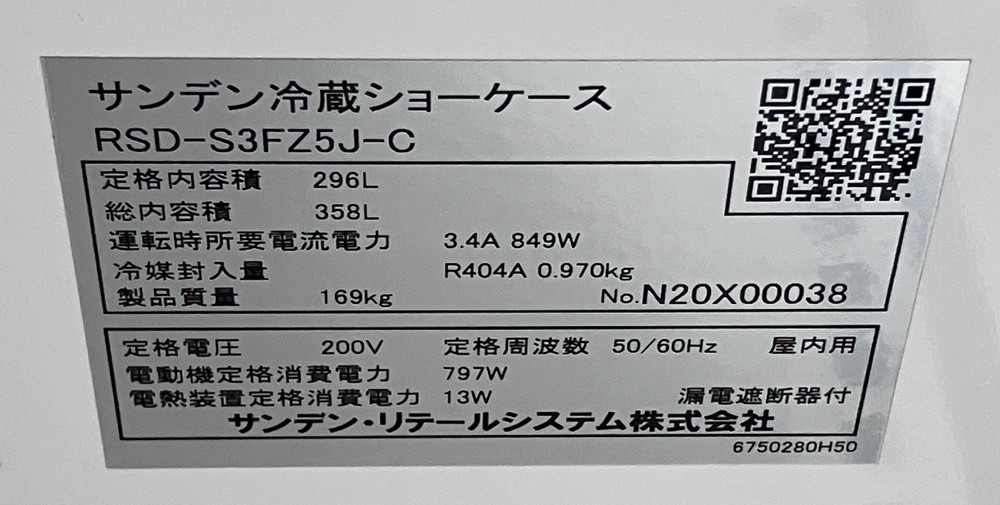 サンデン冷蔵ショーケース
RSD-S3FZ5J-C
定格内容積 296L
総内容積 358L
運転時所要電流電力 3.4A 849W
冷媒封入量 R404A 0.970kg
製品質量 169kg No.N20X00038
定格電圧 200V 定格周波数 50/60Hz 屋内用
電動機定格消費電力 797W
電熱装置定格消費電力 13W 漏電遮断器付
サンデン・リテールシステム株式会社
6750280H50